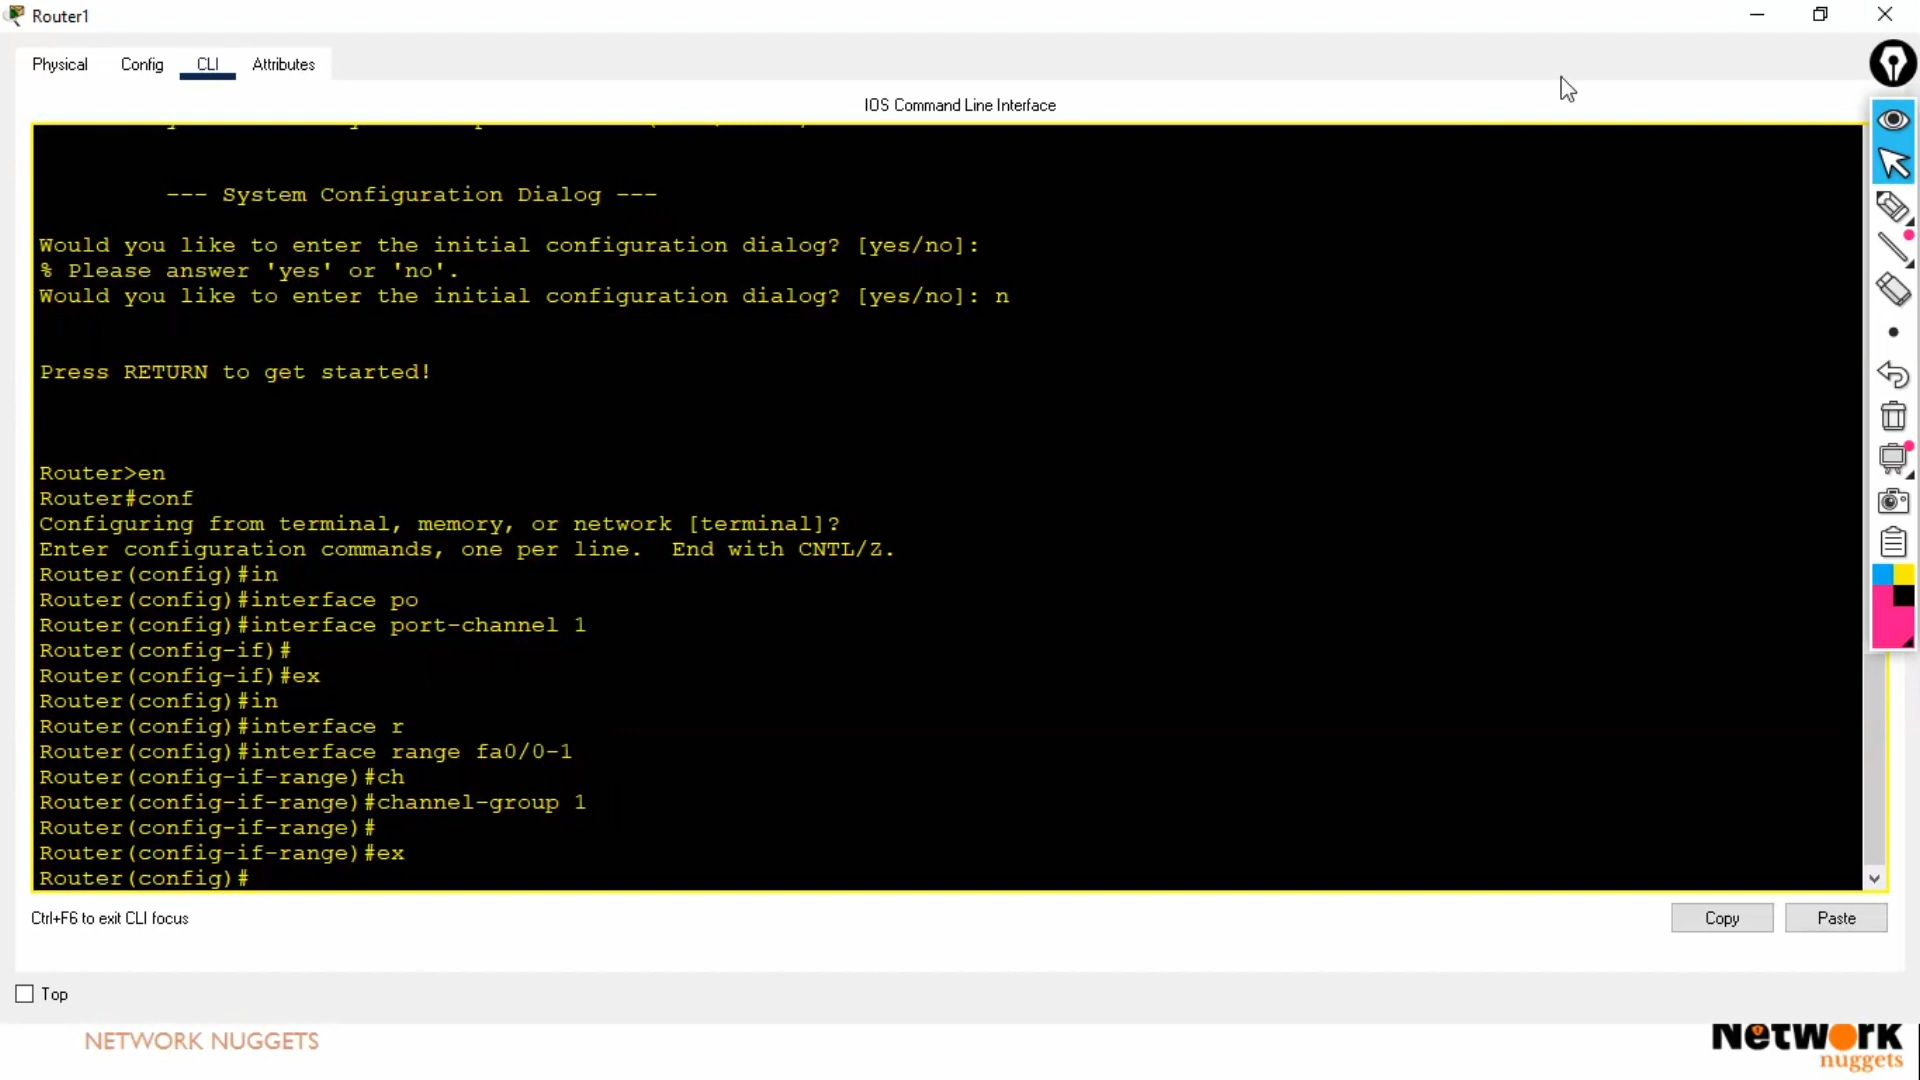 Router1
Physical Config CLI Attributes
IOS Command Line Interface
--- System Configuration Dialog ---
Would you like to enter the initial configuration dialog? [yes/no]:
% Please answer 'yes' or 'no'.
Would you like to enter the initial configuration dialog? [yes/no]: n
Press RETURN to get started!
Router>en
Router#conf
Configuring from terminal, memory, or network [terminal]?
Enter configuration commands, one per line.  End with CNTL/Z.
Router(config)#in
Router(config)#interface po
Router(config)#interface port-channel 1
Router(config-if)#
Router(config-if)#ex
Router(config)#in
Router(config)#interface r
Router(config)#interface range fa0/0-1
Router(config-if-range)#ch
Router(config-if-range)#channel-group 1
Router(config-if-range)#
Router(config-if-range)#ex
Router(config)#
Ctrl+F6 to exit CLI focus
Copy Paste
Top
NETWORK NUGGETS
NetwOrk
nuggets